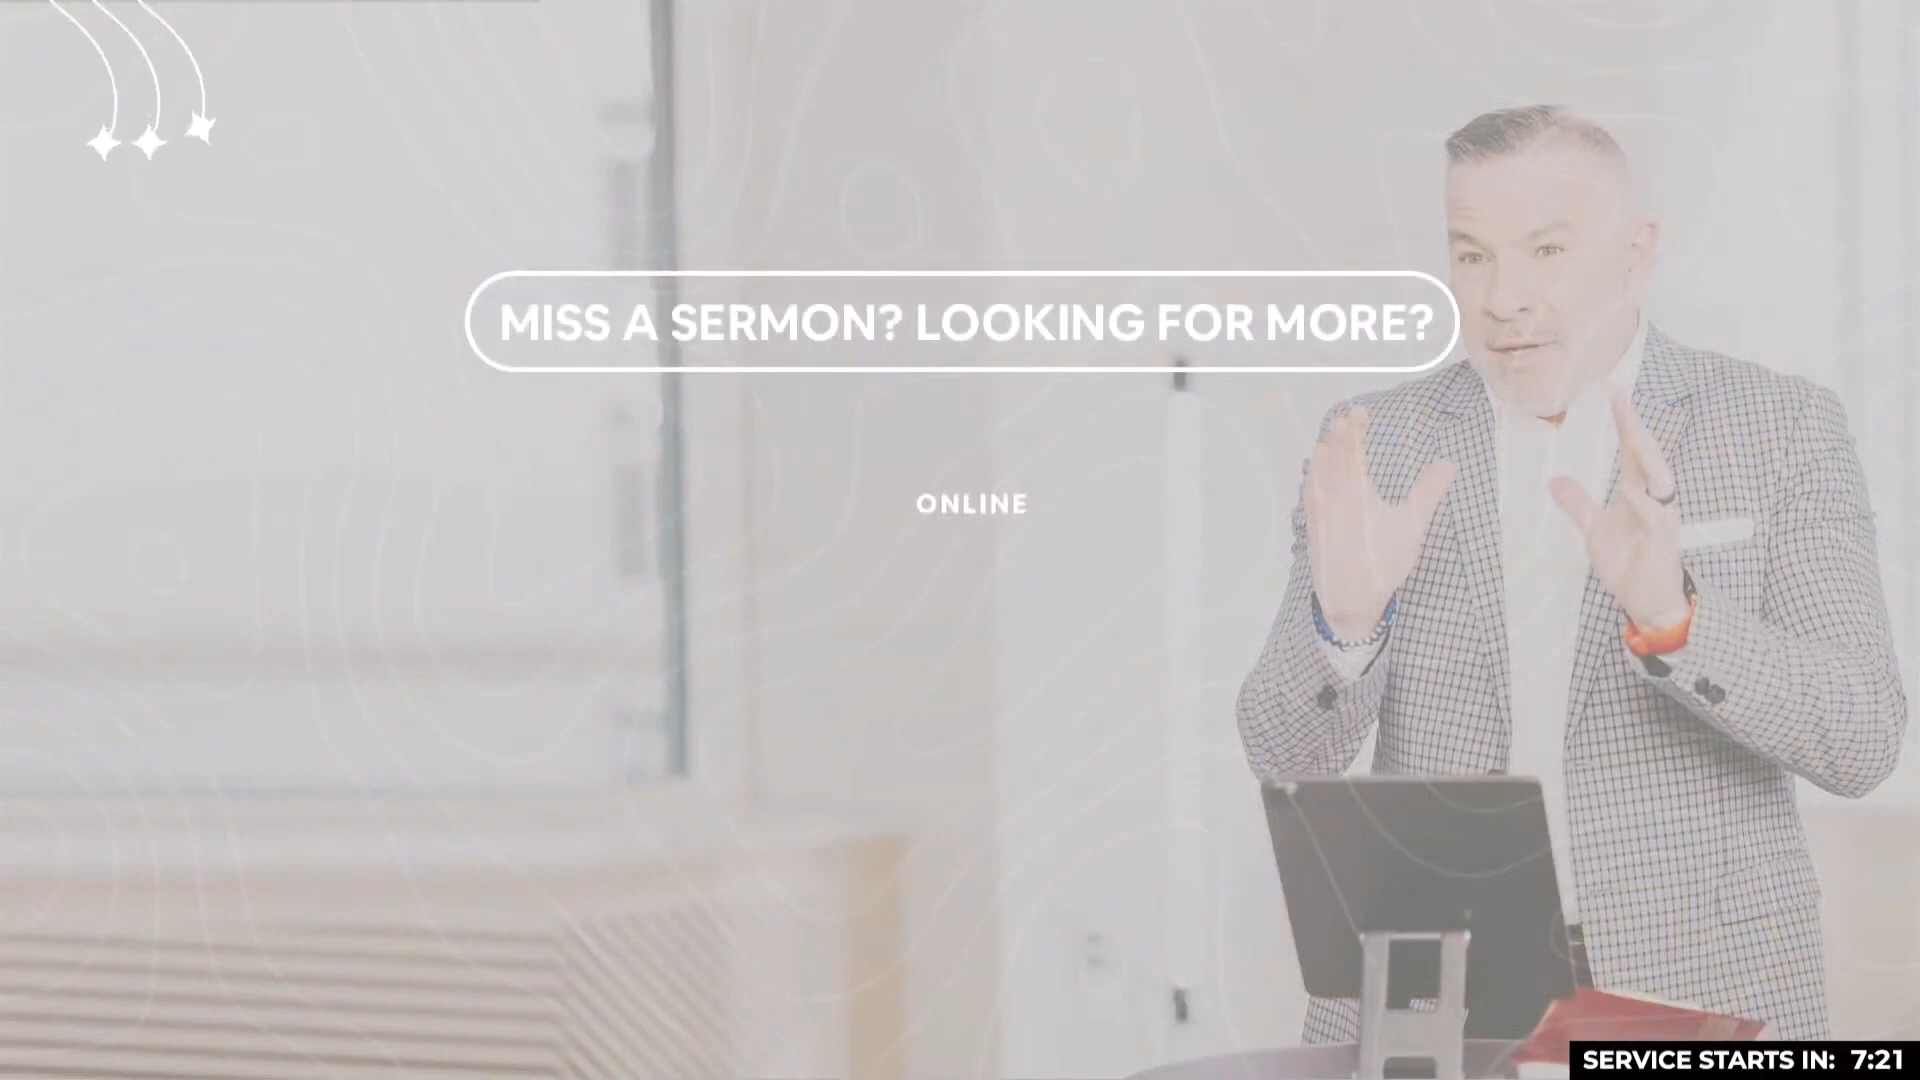 MISS A SERMON? LOOKING FOR MORE?
ONLINE
SERVICE STARTS IN: 7:21